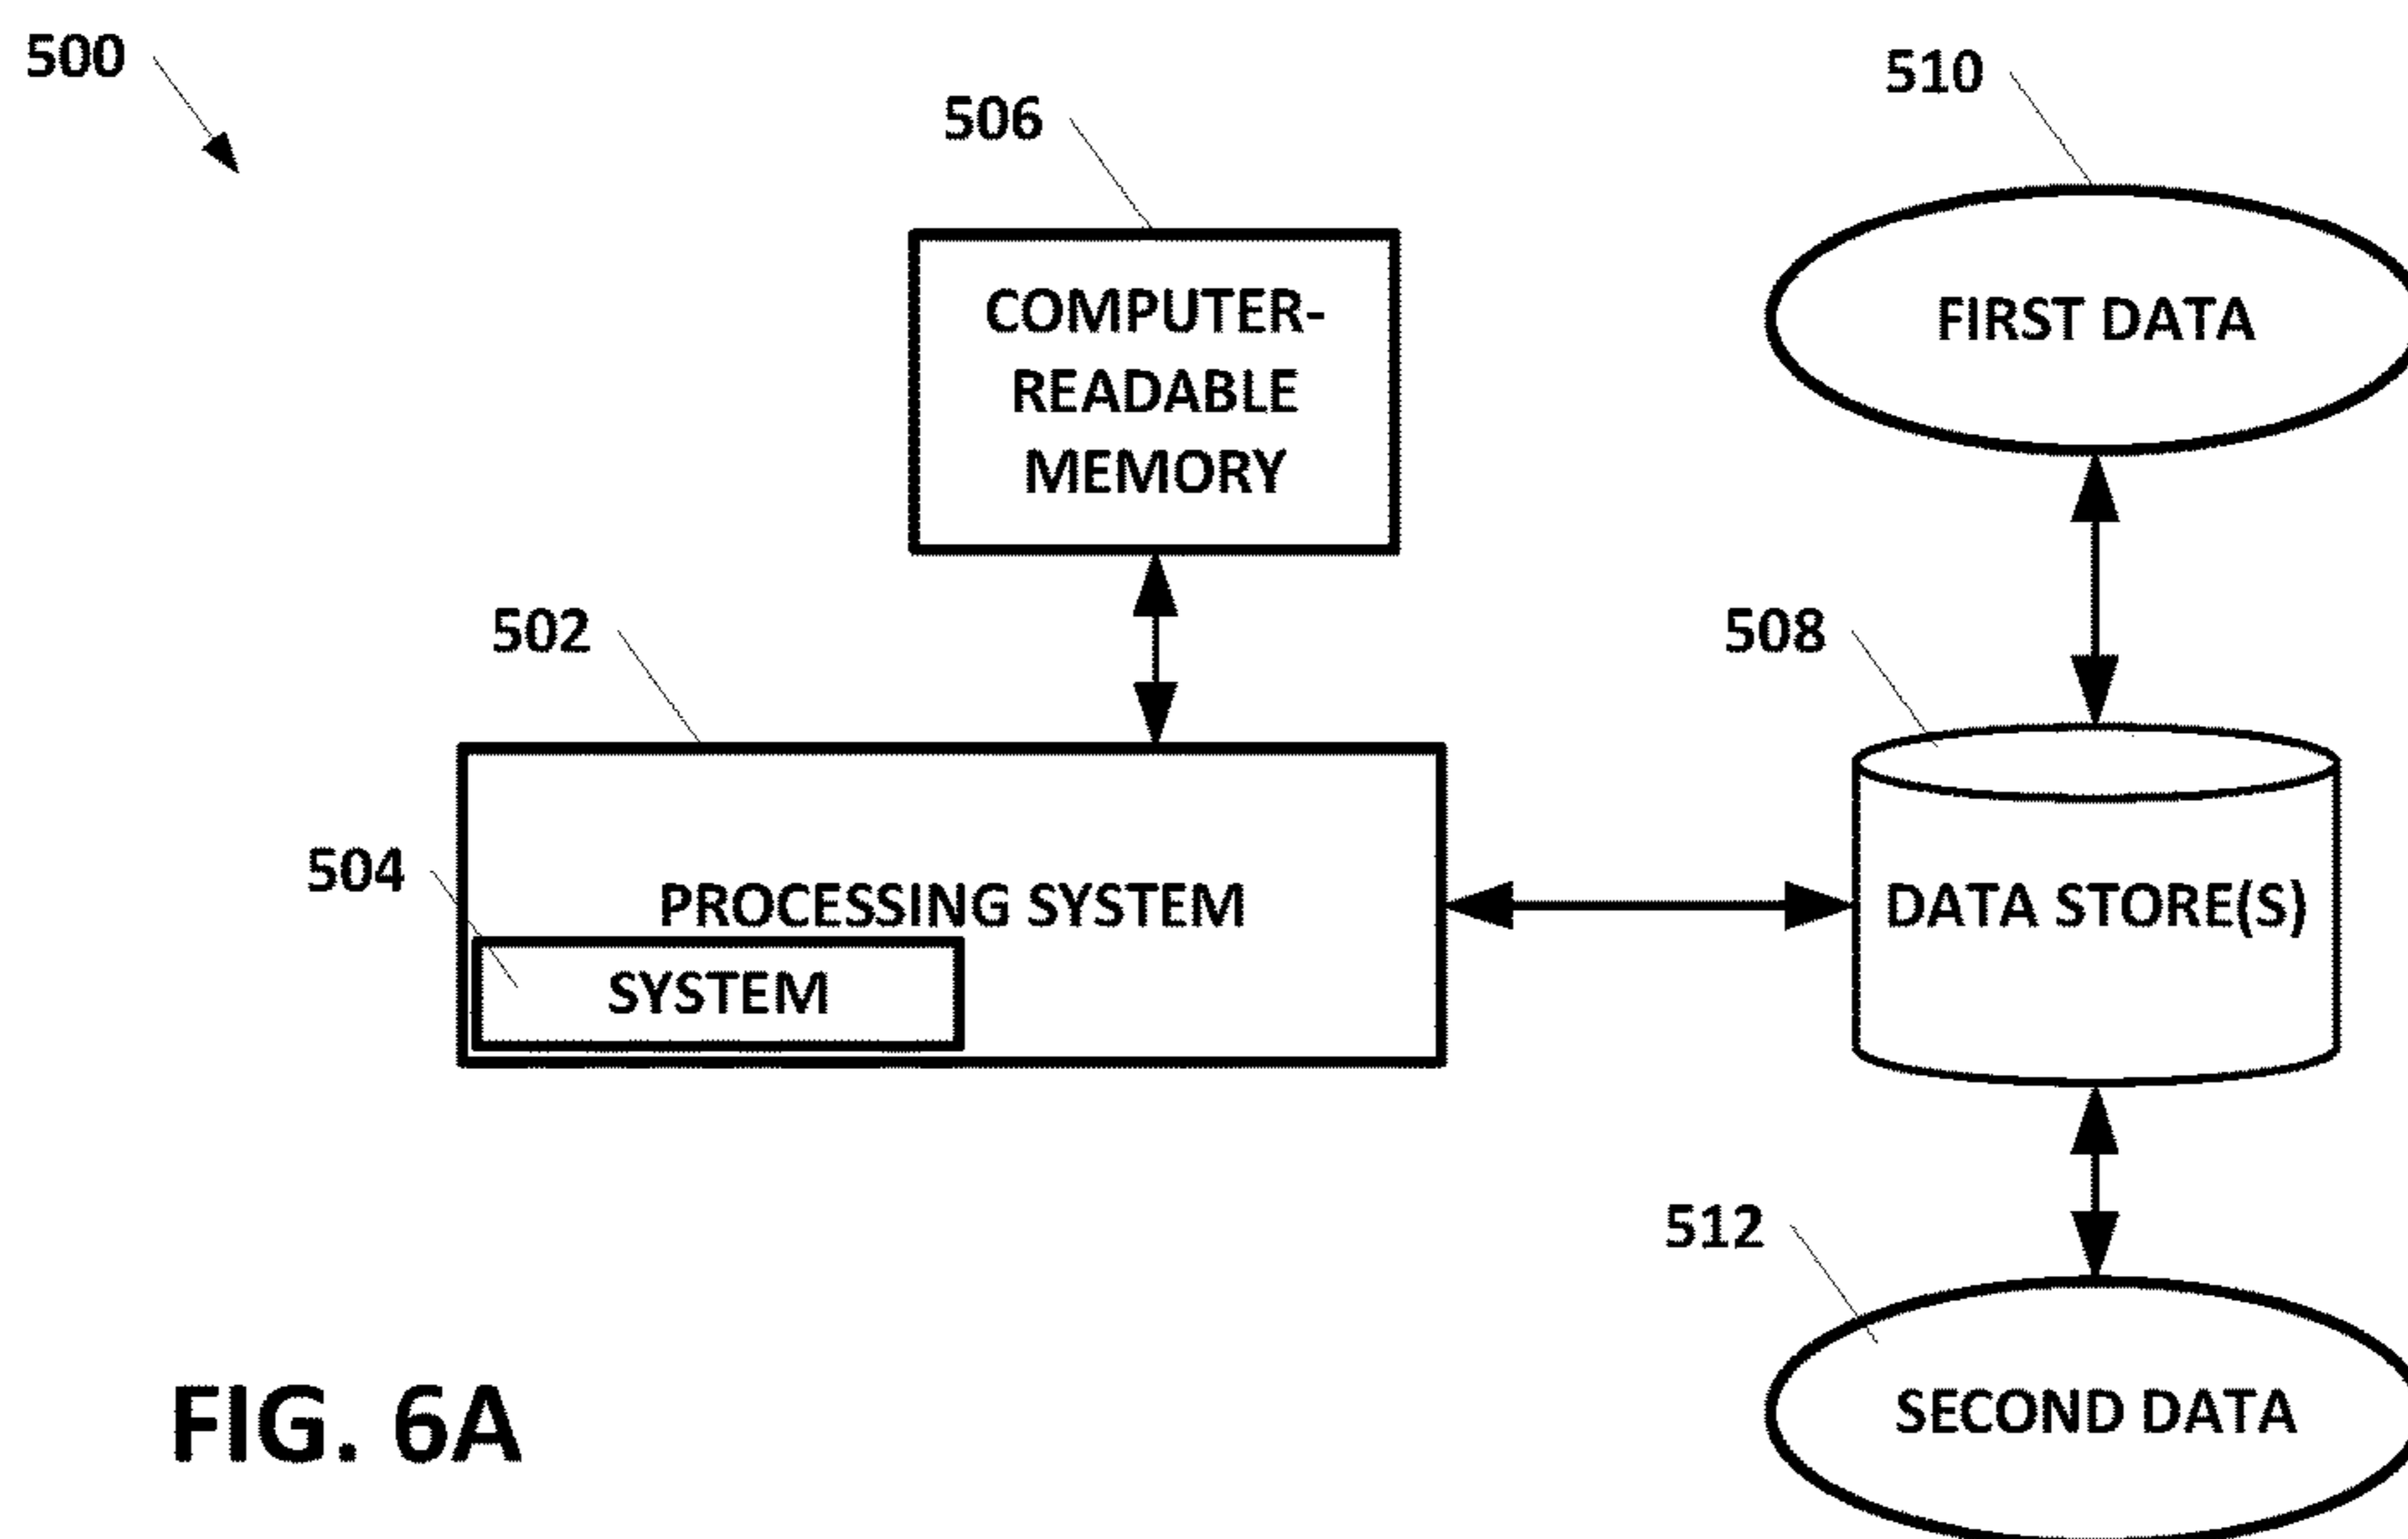 500
510
506
COMPUTER-
READABLE
MEMORY
FIRST DATA
502
508
504
PROCESSING SYSTEM
DATA STORE(S)
SYSTEM
512
FIG. 6A
SECOND DATA